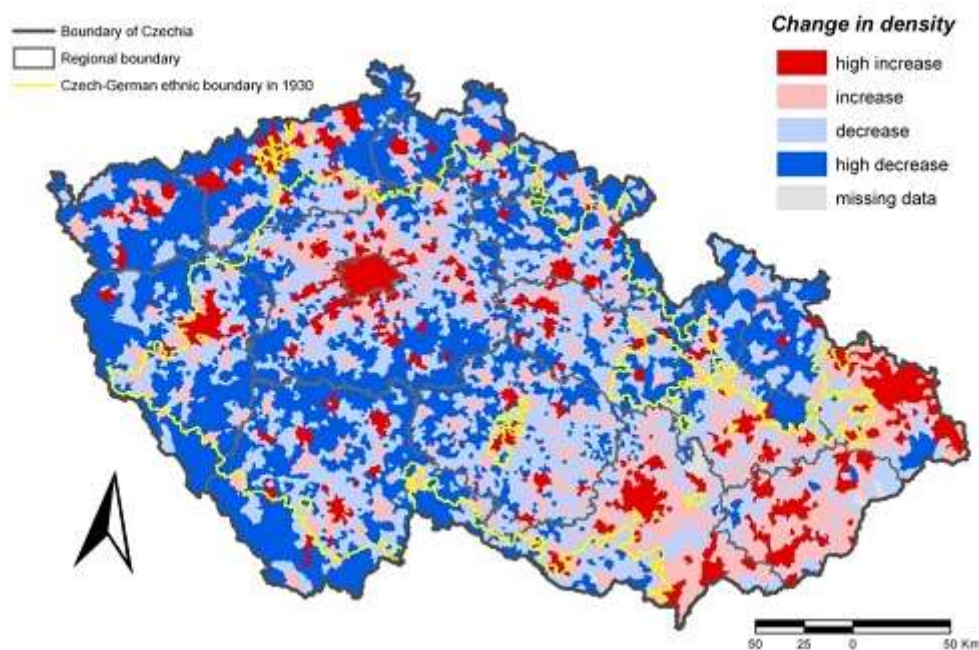 Boundary of Czechia
Regional boundary
Czech-German ethnic boundary in 1930
Change in density
high increase
increase
decrease
high decrease
missing data
50 25 0 50 Km